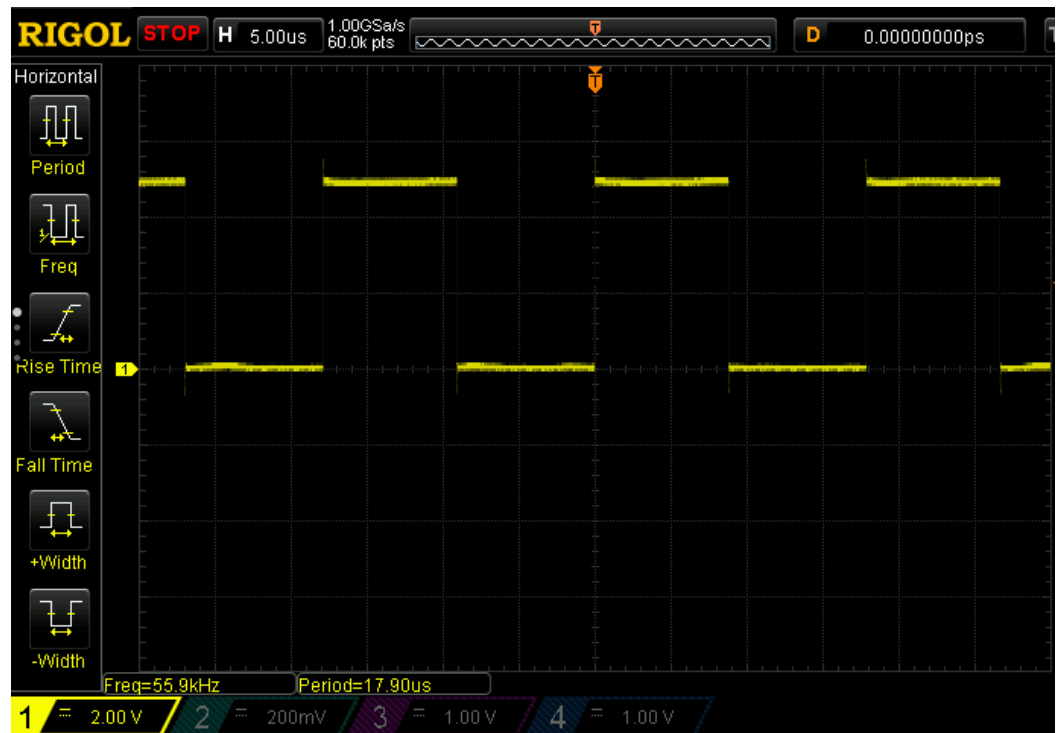 RIGOL STOP H 5.00us 1.00GSa/s 60.0k pts T D 0.00000000ps T
Horizontal
T
Period
Freq
Rise Time
1
Fall Time
+Width
-Width
Freq=55.9kHz Period=17.90us
1 2.00 V 2 200mV 3 1.00 V 4 1.00 V